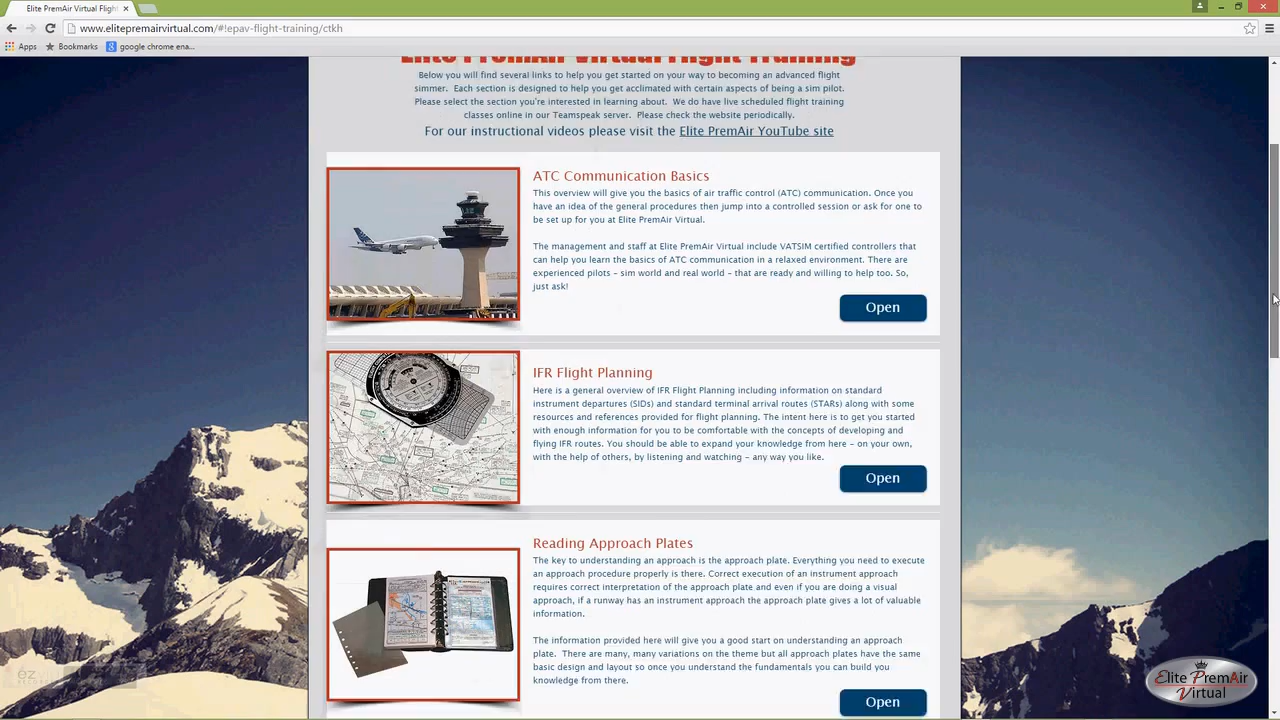 Elite PremAir Virtual Flight
www.elitepremairvirtual.com/#!epav-flight-training/ctkh
Apps Bookmarks google chrome ena...
Elite PremAir Virtual Flight Training
Below you will find several links to help you get started on your way to becoming an advanced flight
simmer. Each section is designed to help you get acclimated with certain aspects of being a sim pilot.
Please select the section you're interested in learning about. We do have live scheduled flight training
classes online in our Teamspeak server. Please check the website periodically.
For our instructional videos please visit the Elite PremAir YouTube site
ATC Communication Basics
This overview will give you the basics of air traffic control (ATC) communication. Once you
have an idea of the general procedures then jump into a controlled session or ask for one to
be set up for you at Elite PremAir Virtual.
The management and staff at Elite PremAir Virtual include VATSIM certified controllers that
can help you learn the basics of ATC communication in a relaxed environment. There are
experienced pilots – sim world and real world – that are ready and willing to help too. So,
just ask!
Open
IFR Flight Planning
Here is a general overview of IFR Flight Planning including information on standard
instrument departures (SIDs) and standard terminal arrival routes (STARs) along with some
resources and references provided for flight planning. The intent here is to get you started
with enough information for you to be comfortable with the concepts of developing and
flying IFR routes. You should be able to expand your knowledge from here – on your own,
with the help of others, by listening and watching – any way you like.
Open
Reading Approach Plates
The key to understanding an approach is the approach plate. Everything you need to execute
an approach procedure properly is there. Correct execution of an instrument approach
requires correct interpretation of the approach plate and even if you are doing a visual
approach, if a runway has an instrument approach the approach plate gives a lot of valuable
information.
The information provided here will give you a good start on understanding an approach
plate. There are many, many variations on the theme but all approach plates have the same
basic design and layout so once you understand the fundamentals you can build you
knowledge from there.
Open
Elite PremAir
Virtual